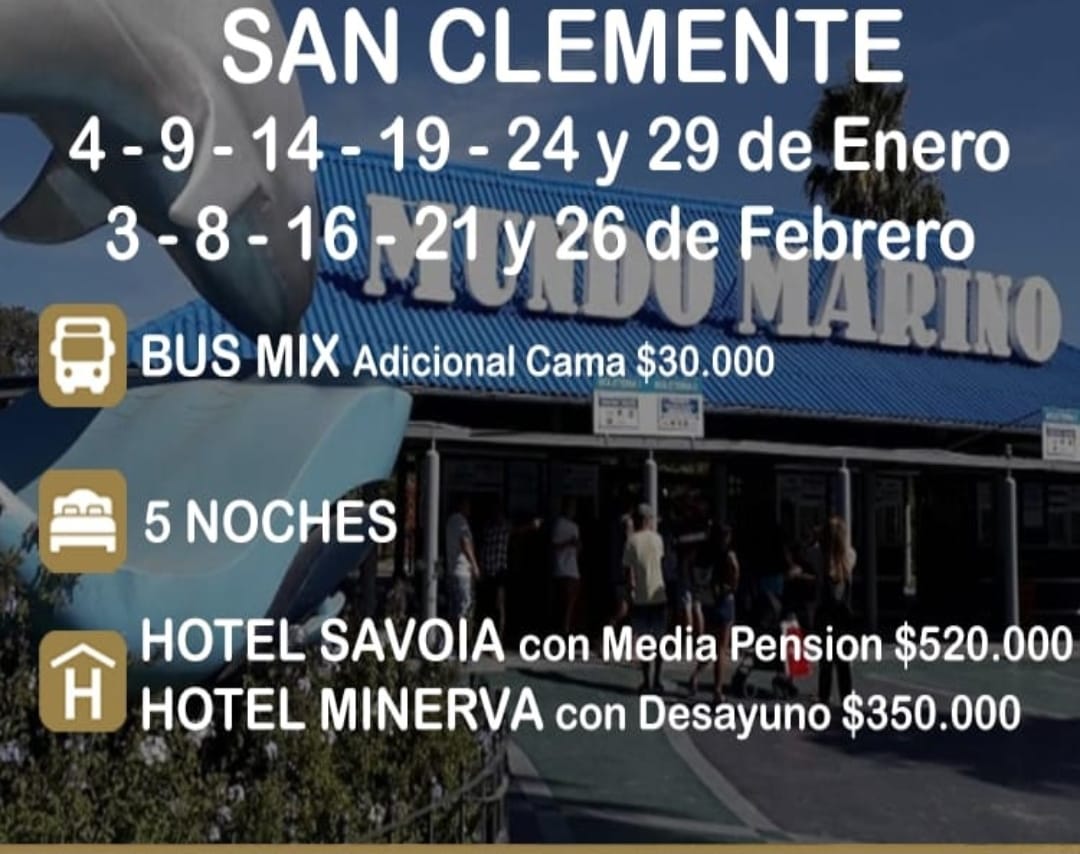 SAN CLEMENTE
4 - 9 - 14 - 19 - 24 y 29 de Enero
3 - 8 - 16 - 21 y 26 de Febrero
MUNDO MARINO
BUS MIX Adicional Cama $30.000
5 NOCHES
HOTEL SAVOIA con Media Pension $520.000
H
HOTEL MINERVA con Desayuno $350.000